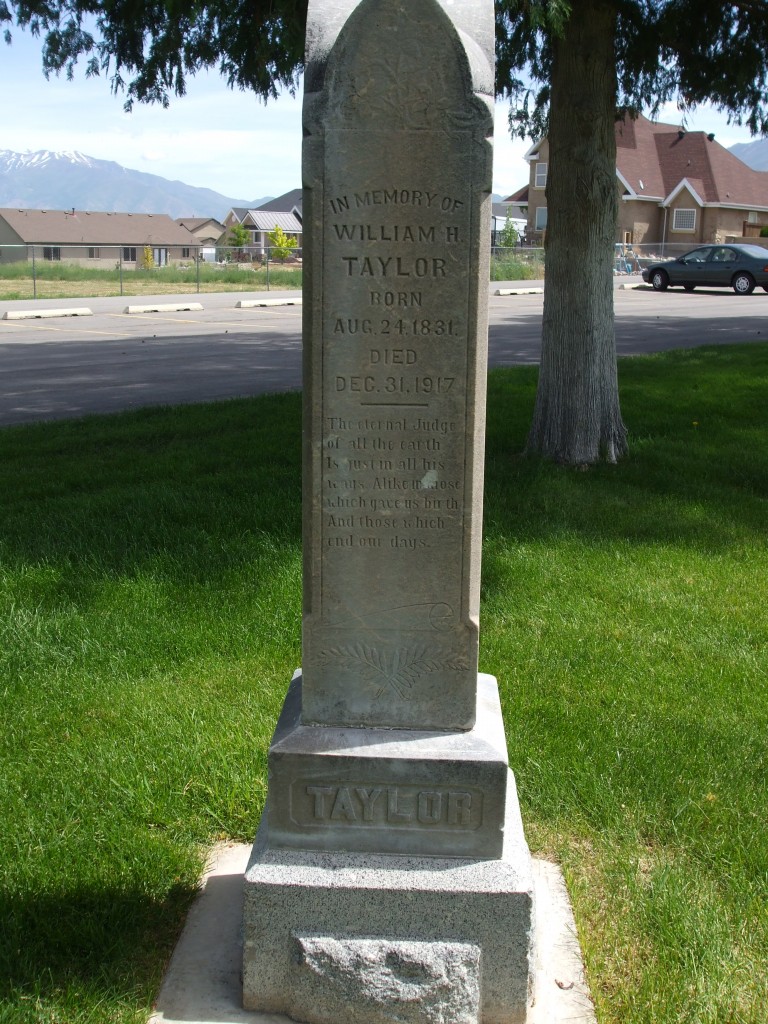 IN MEMORY OF
WILLIAM H.
TAYLOR
BORN
AUG. 24, 1831.
DIED
DEC. 31, 1917
The eternal Judge
of all the earth
Is just in all his
ways. Alike those
which gave us birth
And those which
end our days.
TAYLOR